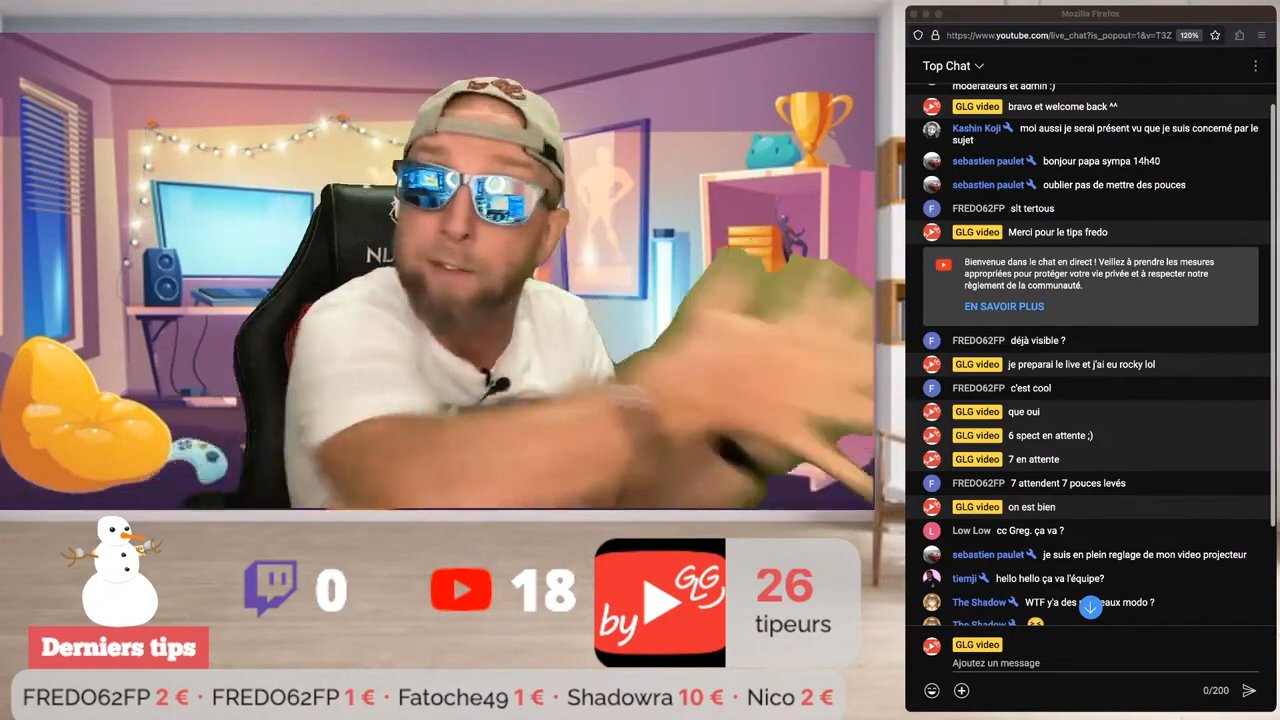 Mozilla Firefox
https://www.youtube.com/live_chat?is_popout=1&v=T3Z
120%
Top Chat
moderateurs et admin :)
GLG video bravo et welcome back ^^
Kashin Koji moi aussi je serai présent vu que je suis concerné par le
sujet
sebastien paulet bonjour papa sympa 14h40
sebastien paulet oublier pas de mettre des pouces
F FREDO62FP slt tertous
GLG video Merci pour le tips fredo
Bienvenue dans le chat en direct ! Veillez à prendre les mesures
appropriées pour protéger votre vie privée et à respecter notre
règlement de la communauté.
EN SAVOIR PLUS
F FREDO62FP déjà visible ?
GLG video je preparai le live et j'ai eu rocky lol
F FREDO62FP c'est cool
GLG video que oui
GLG video 6 spect en attente ;)
GLG video 7 en attente
F FREDO62FP 7 attendent 7 pouces levés
GLG video on est bien
L Low Low cc Greg. ça va ?
sebastien paulet je suis en plein reglage de mon video projecteur
tiemji hello hello ça va l'équipe?
The Shadow WTF y'a des modo ?
The Shadow
GLG video
Ajoutez un message
0/200
NL
0
18
by GLG
26
tipeurs
Derniers tips
FREDO62FP 2 € · FREDO62FP 1 € · Fatoche49 1 € · Shadowra 10 € · Nico 2 €